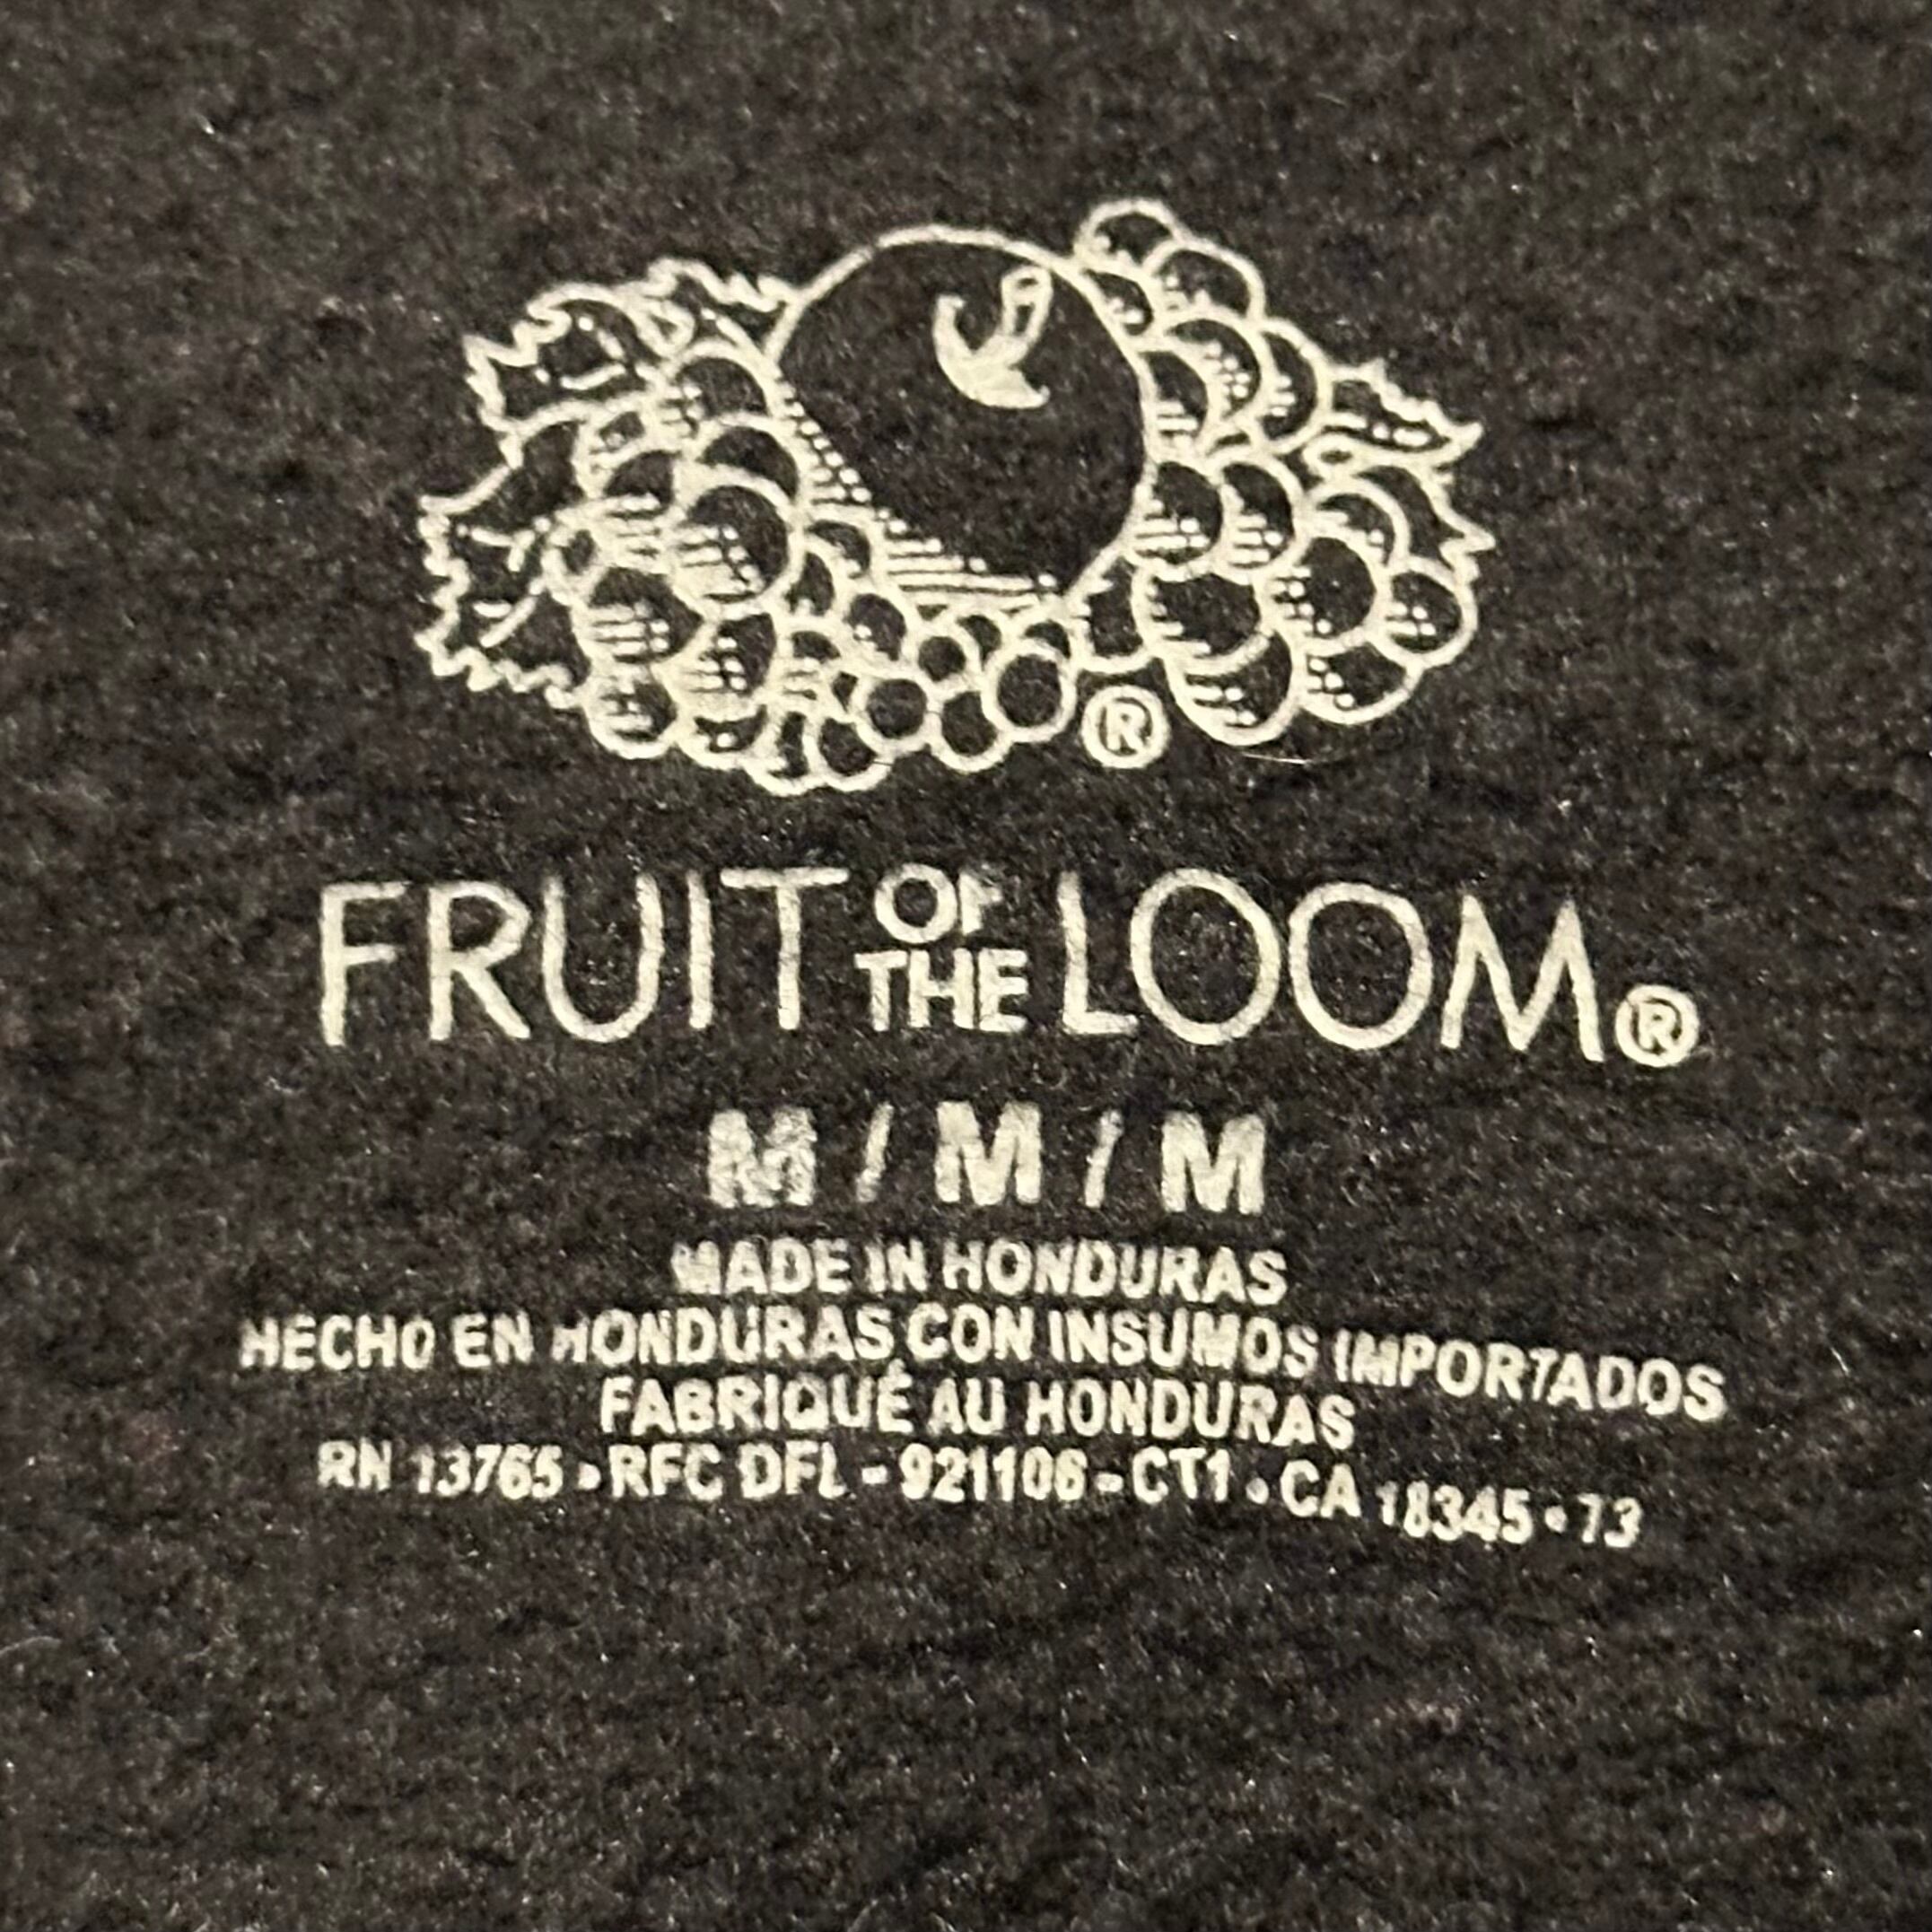 ®
FRUIT OF THE LOOM®
M / M / M
MADE IN HONDURAS
HECHO EN HONDURAS CON INSUMOS IMPORTADOS
FABRIQUÉ AU HONDURAS
RN 13765 • RFC DFL - 921106 - CT1 • CA 18345 • 73